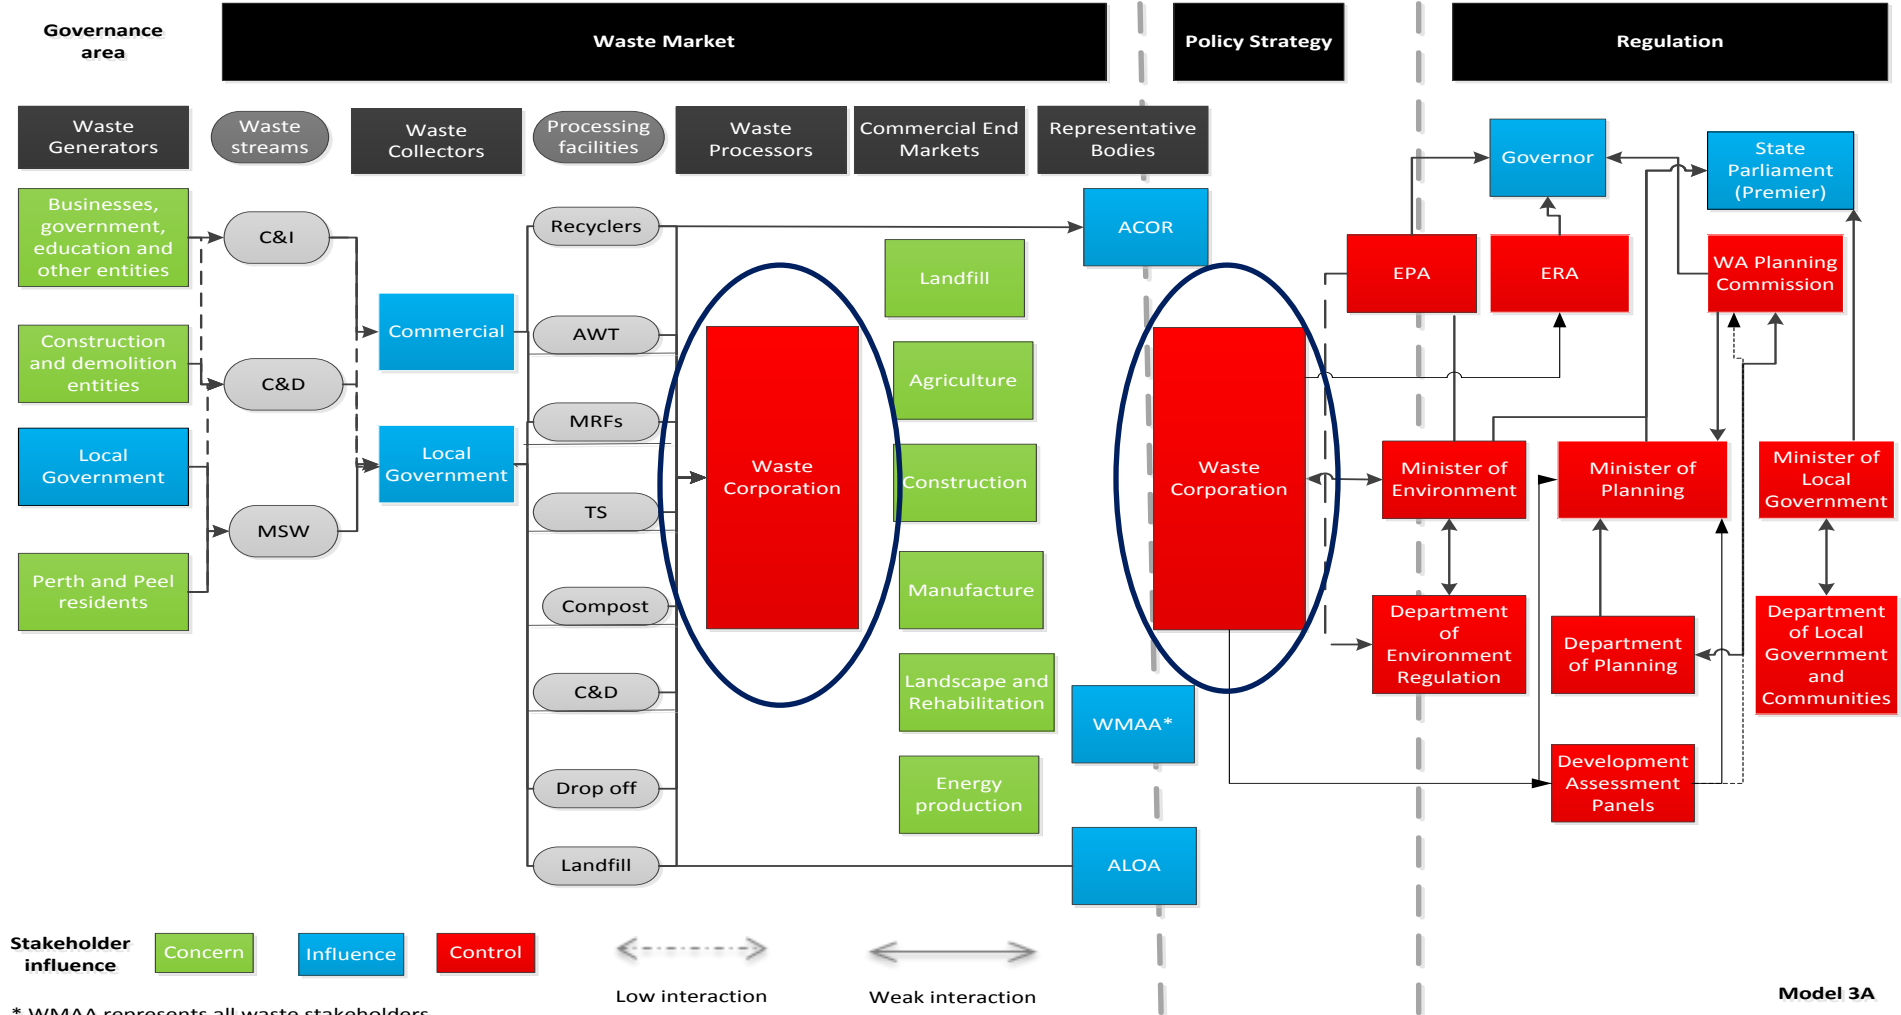 Governance
area
Waste Market
Policy Strategy
Regulation
Waste
Generators
Waste
streams
Waste
Collectors
Processing
facilities
Waste
Processors
Commercial End
Markets
Representative
Bodies
Businesses,
government,
education and
other entities
Construction
and demolition
entities
Local
Government
Perth and Peel
residents
C&I
C&D
MSW
Commercial
Local
Government
Recyclers
AWT
MRFs
TS
Compost
C&D
Drop off
Landfill
Waste
Corporation
Landfill
Agriculture
Construction
Manufacture
Landscape and
Rehabilitation
Energy
production
ACOR
WMAA*
ALOA
Waste
Corporation
Governor
State
Parliament
(Premier)
EPA
ERA
WA Planning
Commission
Minister of
Environment
Minister of
Planning
Minister of
Local
Government
Department
of
Environment
Regulation
Department
of Planning
Department
of Local
Government
and
Communities
Development
Assessment
Panels
Stakeholder
influence
Concern
Influence
Control
Low interaction
Weak interaction
Model 3A
* WMAA represents all waste stakeholders